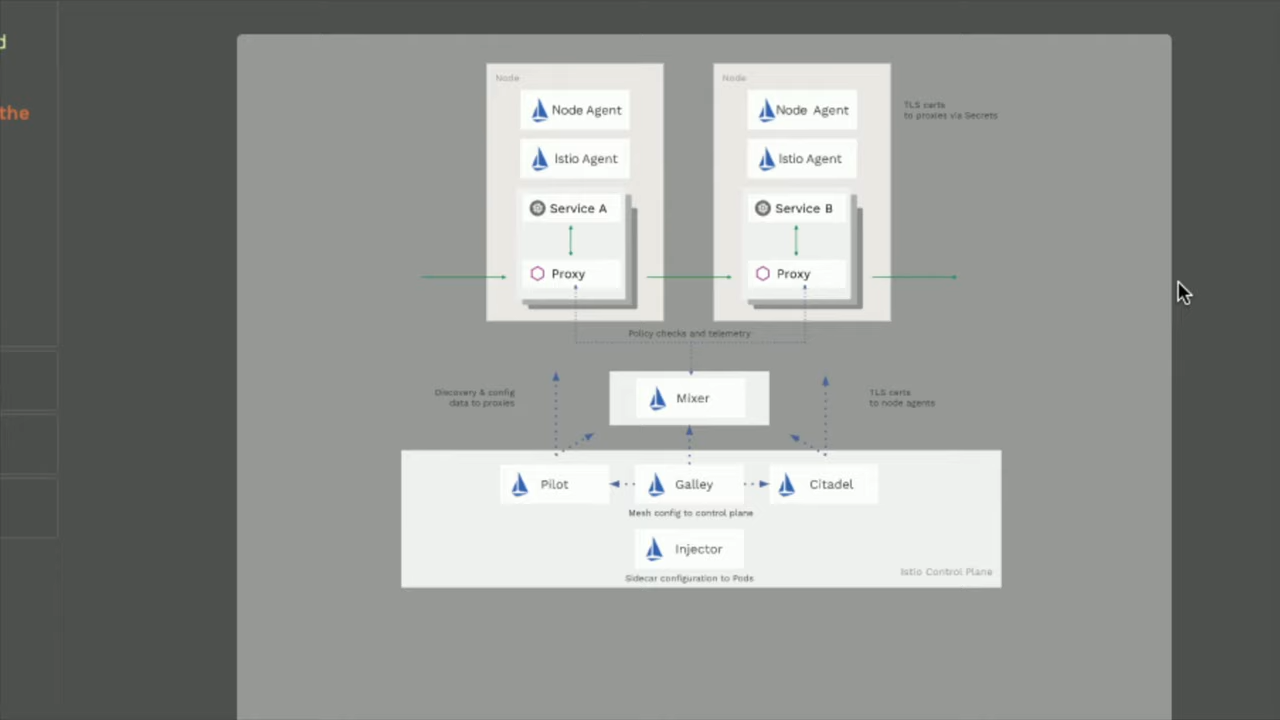 d
the
Node
Node
Node Agent
Node Agent
TLS certs
to proxies via Secrets
Istio Agent
Istio Agent
Service A
Service B
Proxy
Proxy
Policy checks and telemetry
Discovery & config
data to proxies
Mixer
TLS certs
to node agents
Pilot
Galley
Citadel
Mesh config to control plane
Injector
Istio Control Plane
Sidecar configuration to Pods